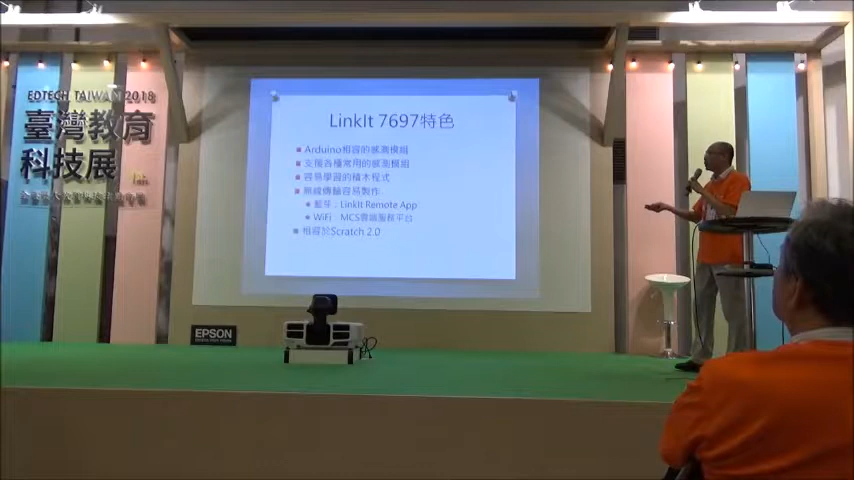 EDTECH TAIWAN 2018
臺灣教育
科技展
LinkIt 7697特色
Arduino相容的感測模組
支援各種常用的感測模組
容易學習的積木程式
無線傳輸容易製作
藍芽：LinkIt Remote App
WiFi：MCS雲端服務平台
相容於Scratch 2.0
EPSON